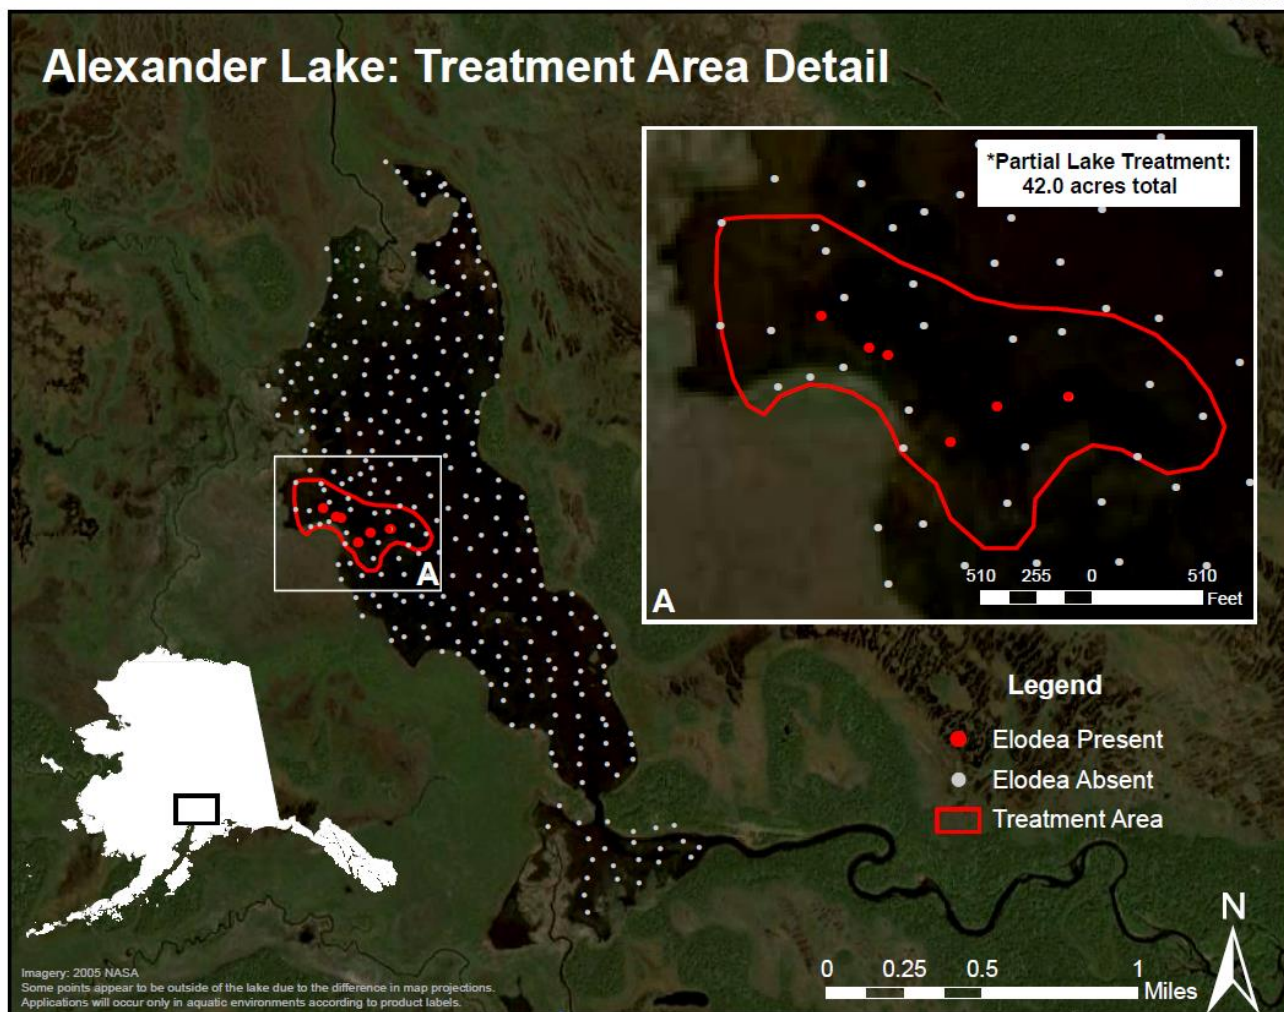 Alexander Lake: Treatment Area Detail
*Partial Lake Treatment:
42.0 acres total
510 255 0 510
Feet
A
A
Legend
Elodea Present
Elodea Absent
Treatment Area
N
0 0.25 0.5 1
Miles
Imagery: 2005 NASA
Some points appear to be outside of the lake due to the difference in map projections.
Applications will occur only in aquatic environments according to product labels.